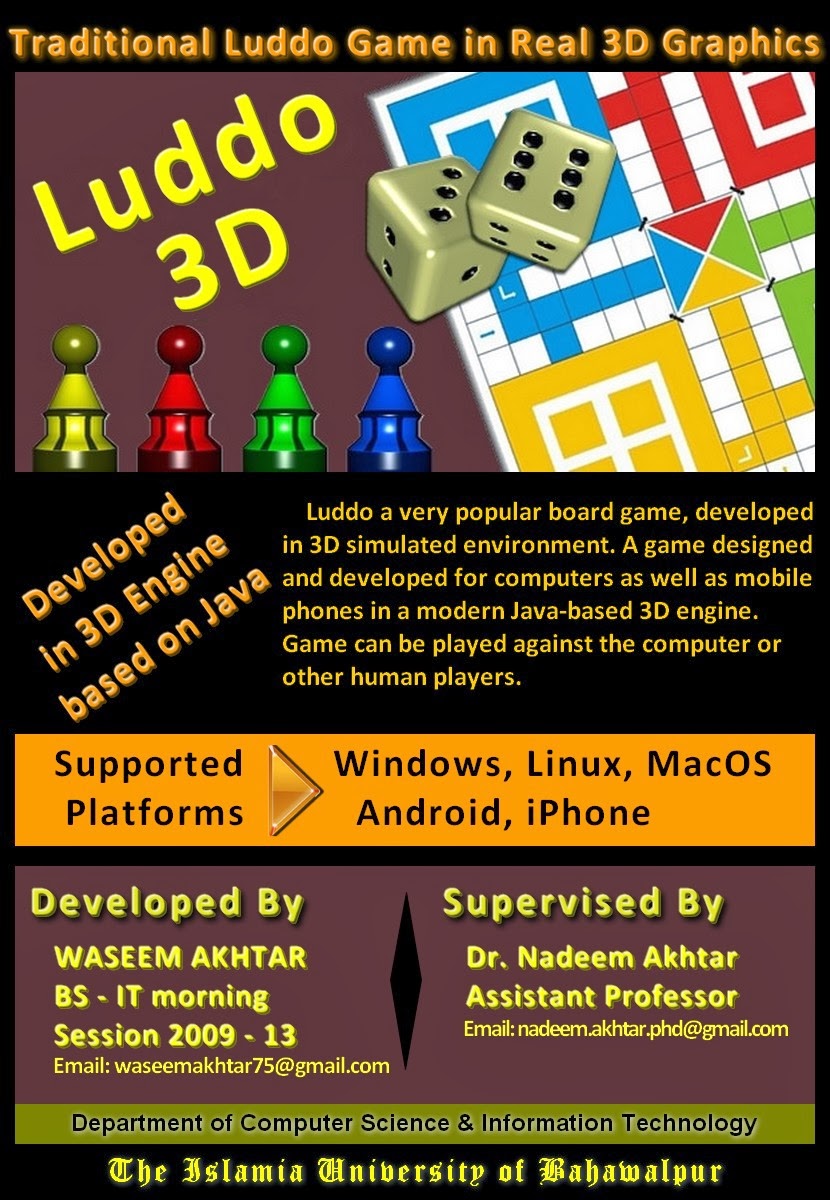 Traditional Luddo Game in Real 3D Graphics
Luddo
3D
Developed
in 3D Engine
based on Java
Luddo a very popular board game, developed
in 3D simulated environment. A game designed
and developed for computers as well as mobile
phones in a modern Java-based 3D engine.
Game can be played against the computer or
other human players.
Supported
Platforms
Windows, Linux, MacOS
Android, iPhone
Developed By
WASEEM AKHTAR
BS - IT morning
Session 2009 - 13
Email: waseemakhtar75@gmail.com
Supervised By
Dr. Nadeem Akhtar
Assistant Professor
Email: nadeem.akhtar.phd@gmail.com
Department of Computer Science & Information Technology
The Islamia University of Bahawalpur